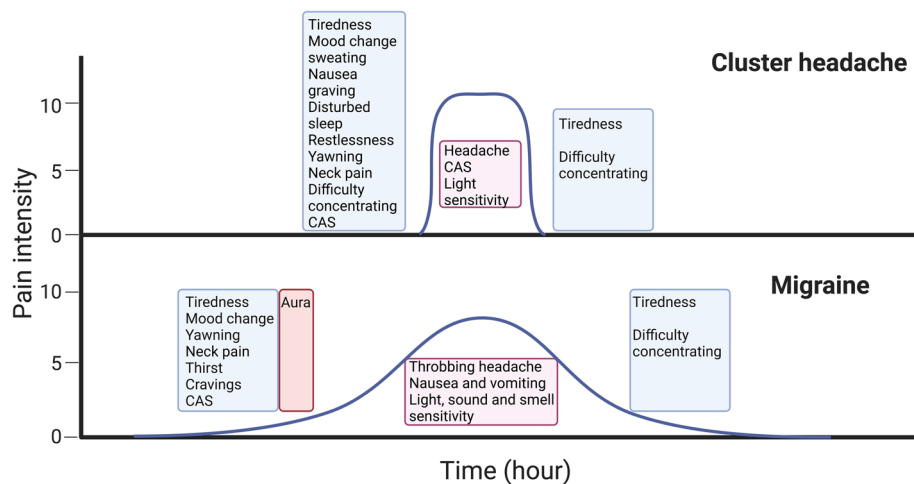 Cluster headache
Pain intensity
10
5
0
Tiredness
Mood change
sweating
Nausea
graving
Disturbed
sleep
Restlessness
Yawning
Neck pain
Difficulty
concentrating
CAS
Headache
CAS
Light
sensitivity
Tiredness
Difficulty
concentrating
Migraine
10
5
0
Tiredness
Mood change
Yawning
Neck pain
Thirst
Cravings
CAS
Aura
Throbbing headache
Nausea and vomiting
Light, sound and smell
sensitivity
Tiredness
Difficulty
concentrating
Time (hour)